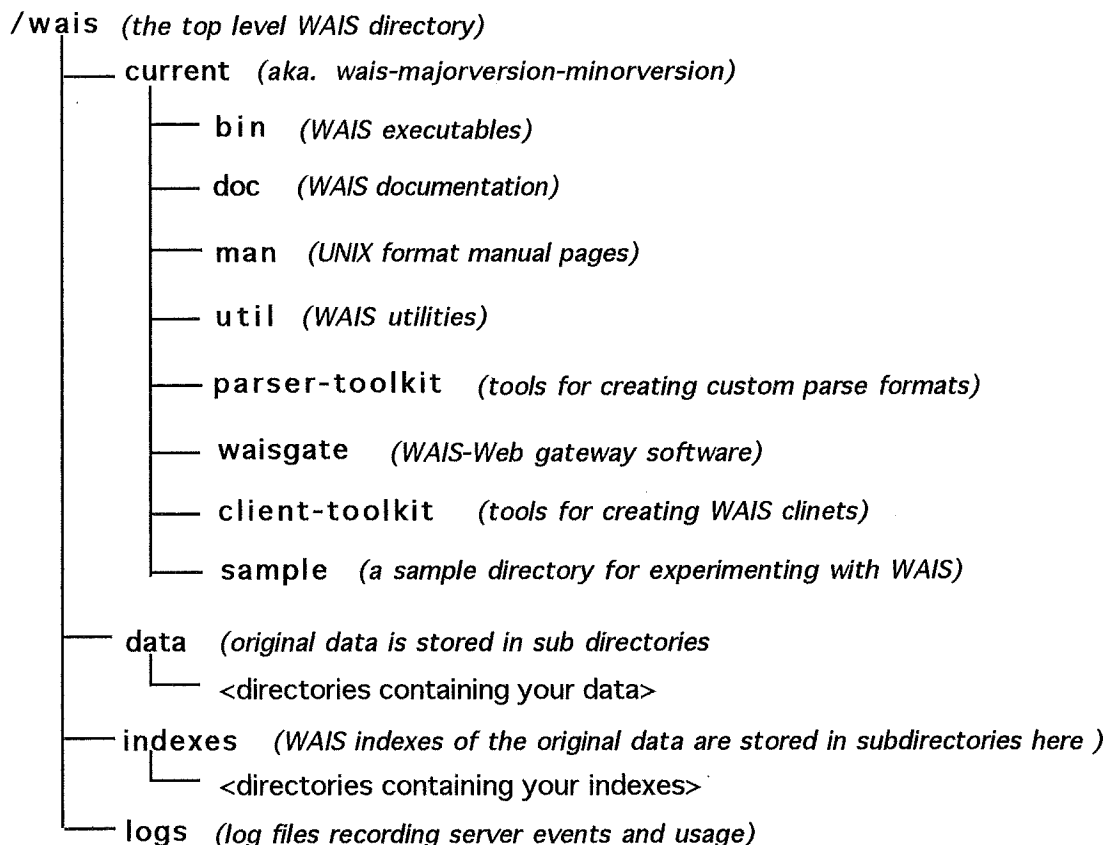 /wais (the top level WAIS directory)
current (aka. wais-majorversion-minorversion)
bin (WAIS executables)
doc (WAIS documentation)
man (UNIX format manual pages)
util (WAIS utilities)
parser-toolkit (tools for creating custom parse formats)
waisgate (WAIS-Web gateway software)
client-toolkit (tools for creating WAIS clinets)
sample (a sample directory for experimenting with WAIS)
data (original data is stored in sub directories
<directories containing your data>
indexes (WAIS indexes of the original data are stored in subdirectories here )
<directories containing your indexes>
logs (log files recording server events and usage)